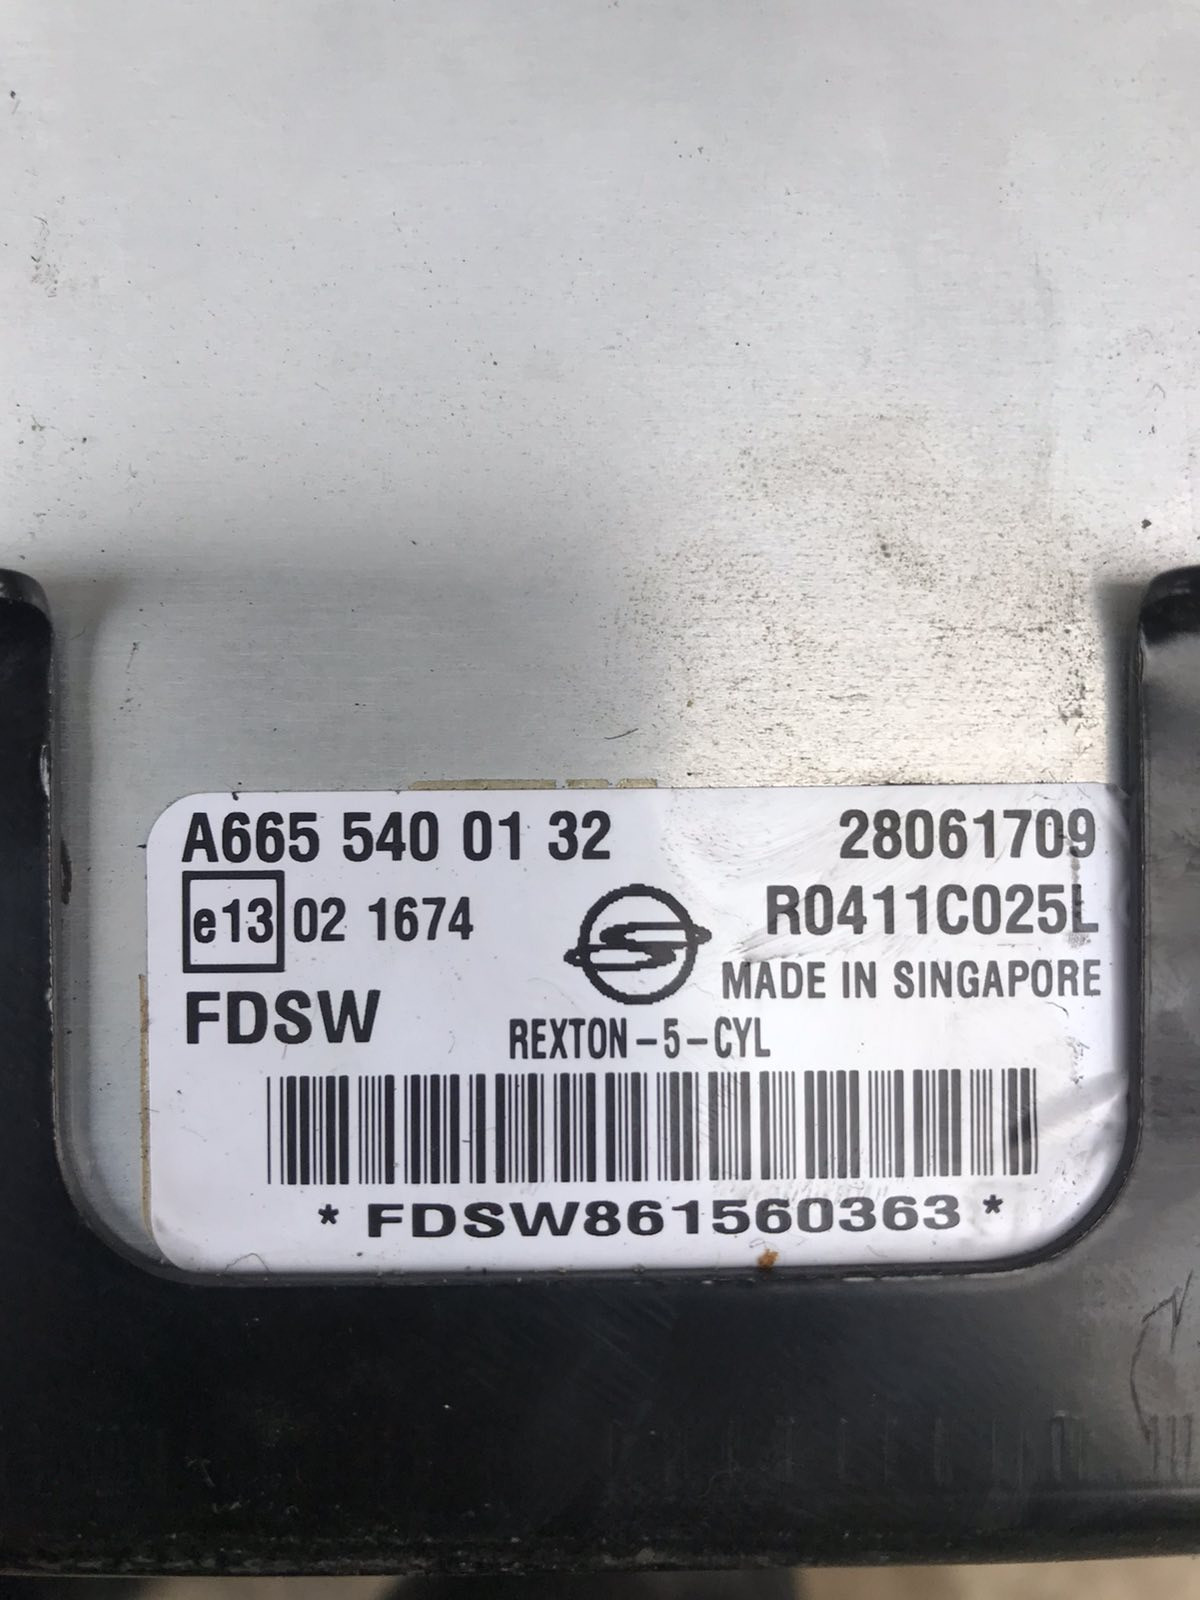 A665 540 01 32 28061709
e13 02 1674 R0411C025L
MADE IN SINGAPORE
FDSW
REXTON-5-CYL
* FDSW861560363 *